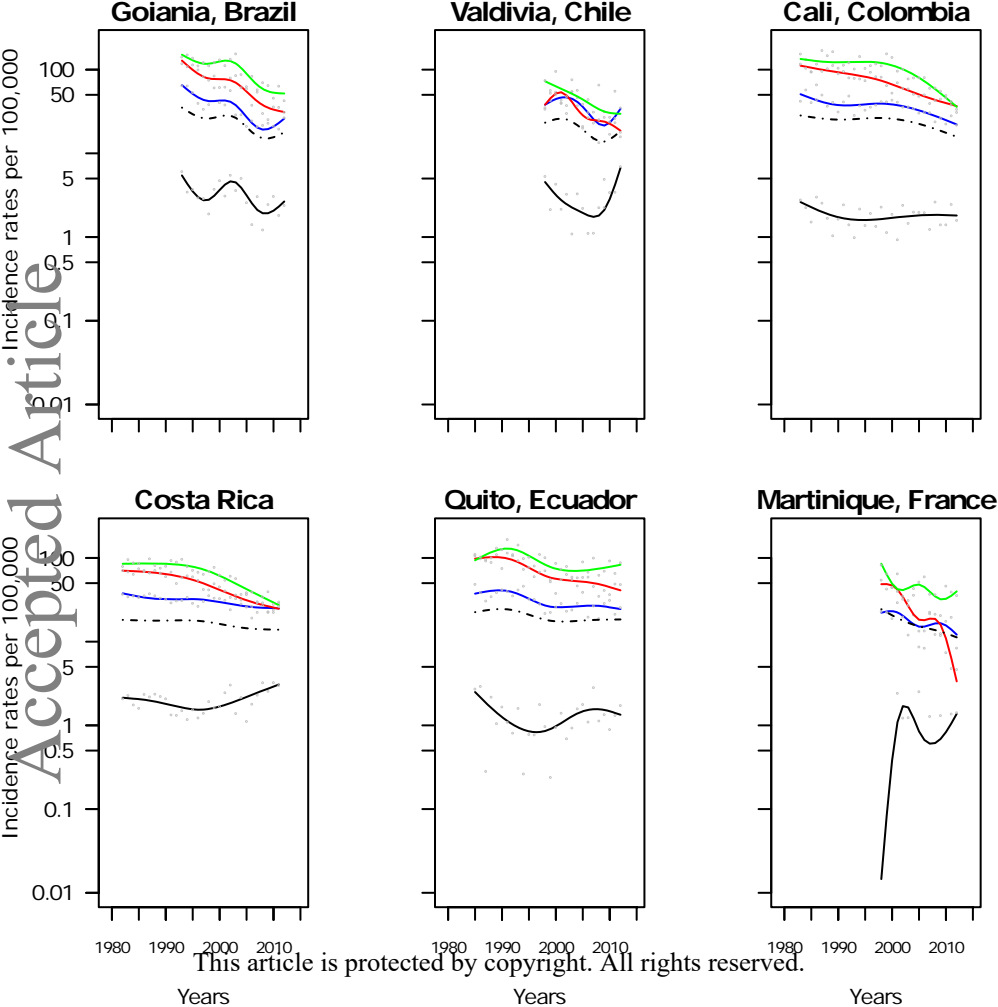 Goiania, Brazil
Valdivia, Chile
Cali, Colombia
Incidence rates per 100,000
100
50
5
1
0.5
0.1
0.01
Accepted Article
Costa Rica
Quito, Ecuador
Martinique, France
Incidence rates per 100,000
100
50
5
1
0.5
0.1
0.01
1980 1990 2000 2010
1980 1990 2000 2010
1980 1990 2000 2010
This article is protected by copyright. All rights reserved.
Years
Years
Years